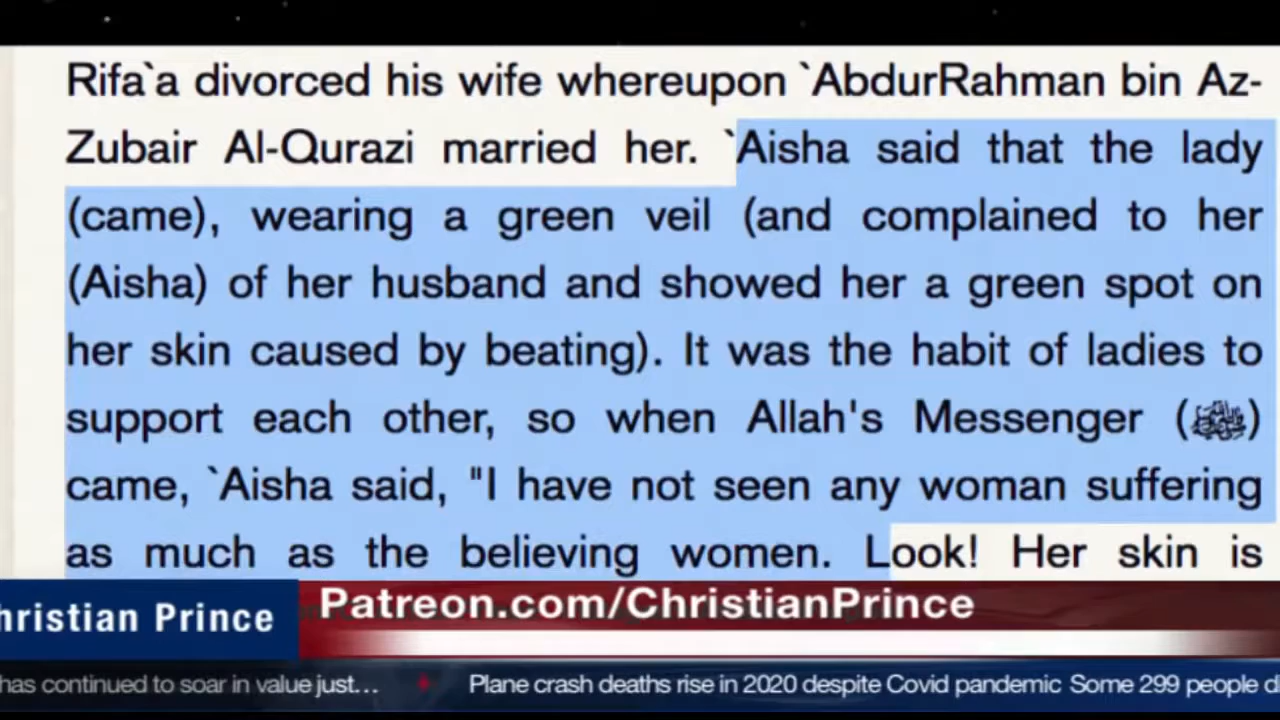 Rifa`a divorced his wife whereupon `AbdurRahman bin Az-
Zubair Al-Qurazi married her. `Aisha said that the lady
(came), wearing a green veil (and complained to her
(Aisha) of her husband and showed her a green spot on
her skin caused by beating). It was the habit of ladies to
support each other, so when Allah's Messenger (ﷺ)
came, `Aisha said, "I have not seen any woman suffering
as much as the believing women. Look! Her skin is
hristian Prince
Patreon.com/ChristianPrince
has continued to soar in value just... Plane crash deaths rise in 2020 despite Covid pandemic Some 299 people d